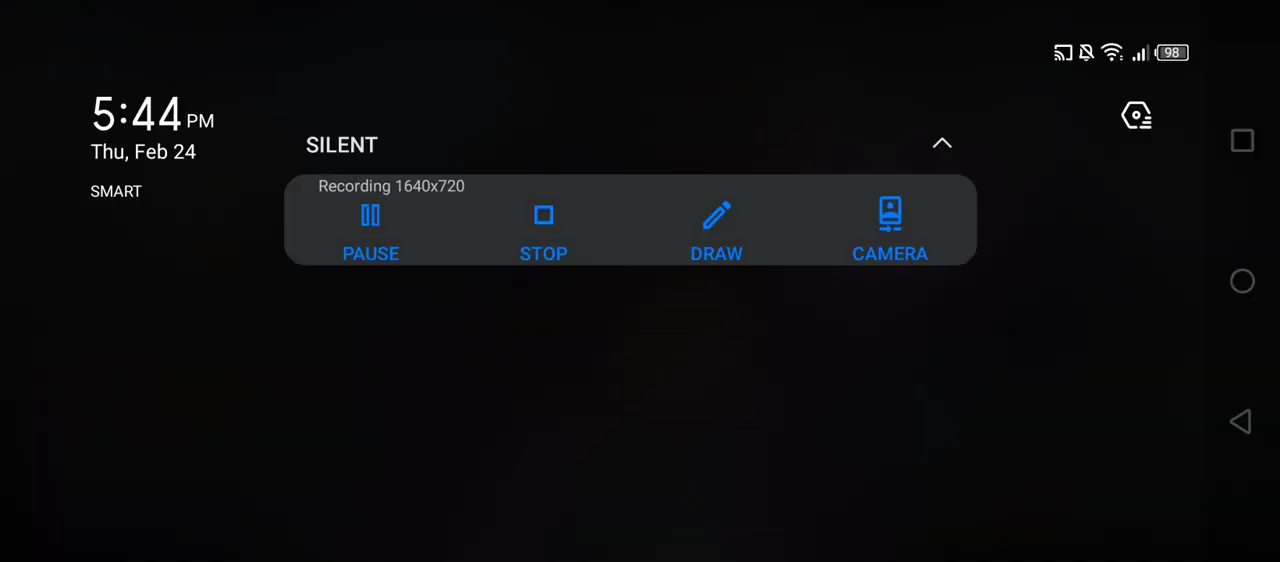 98
5:44 PM
Thu, Feb 24
SMART
SILENT
Recording 1640x720
PAUSE STOP DRAW CAMERA